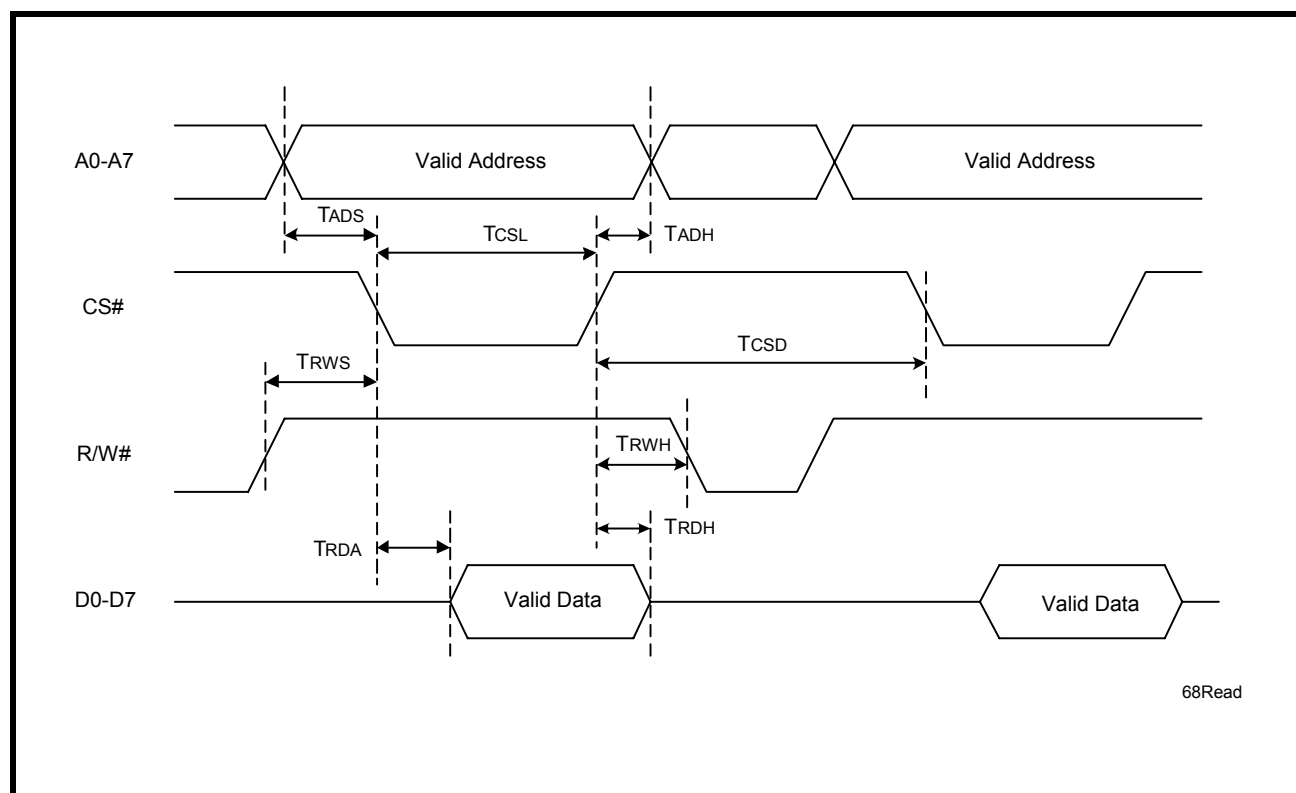 A0-A7
Valid Address
Valid Address
TADS
TCSL
TADH
CS#
TCSD
TRWS
R/W#
TRWH
TRDA
TRDH
D0-D7
Valid Data
Valid Data
68Read